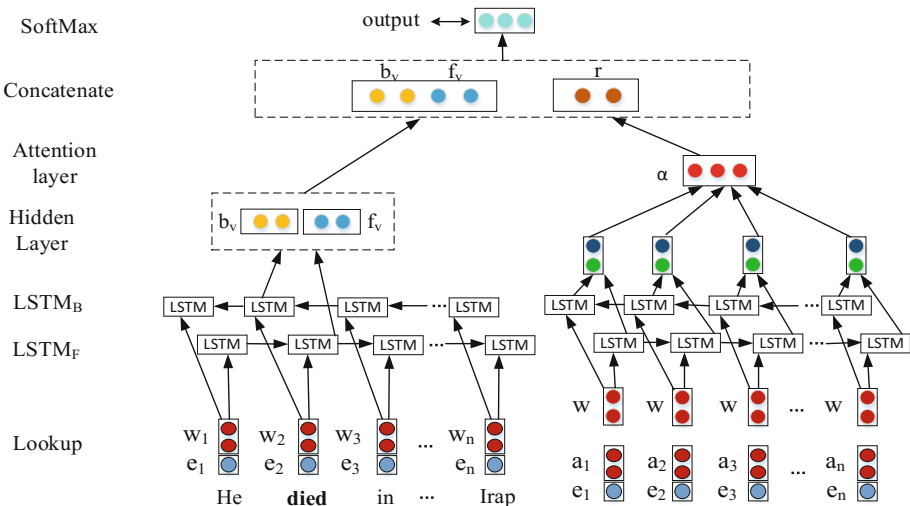 SoftMax
output
Concatenate
b_v f_v r
Attention
layer
α
Hidden
Layer
b_v f_v
LSTM_B
LSTM LSTM LSTM ... LSTM
LSTM LSTM LSTM ... LSTM
LSTM_F
LSTM LSTM LSTM ... LSTM
LSTM LSTM LSTM ... LSTM
w w w ... w
Lookup
w_1 w_2 w_3 ... w_n
e_1 e_2 e_3 e_n
He died in ... Irap
a_1 a_2 a_3 ... a_n
e_1 e_2 e_3 e_n